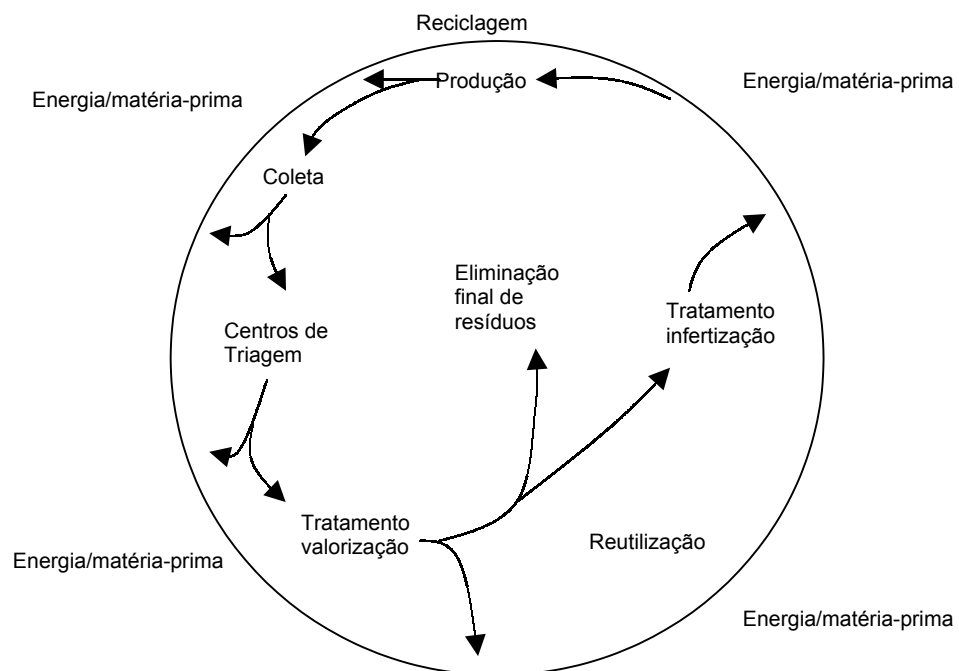 Reciclagem
Produção
Energia/matéria-prima
Energia/matéria-prima
Coleta
Eliminação
final de
resíduos
Tratamento
infertização
Centros de
Triagem
Tratamento
valorização
Reutilização
Energia/matéria-prima
Energia/matéria-prima